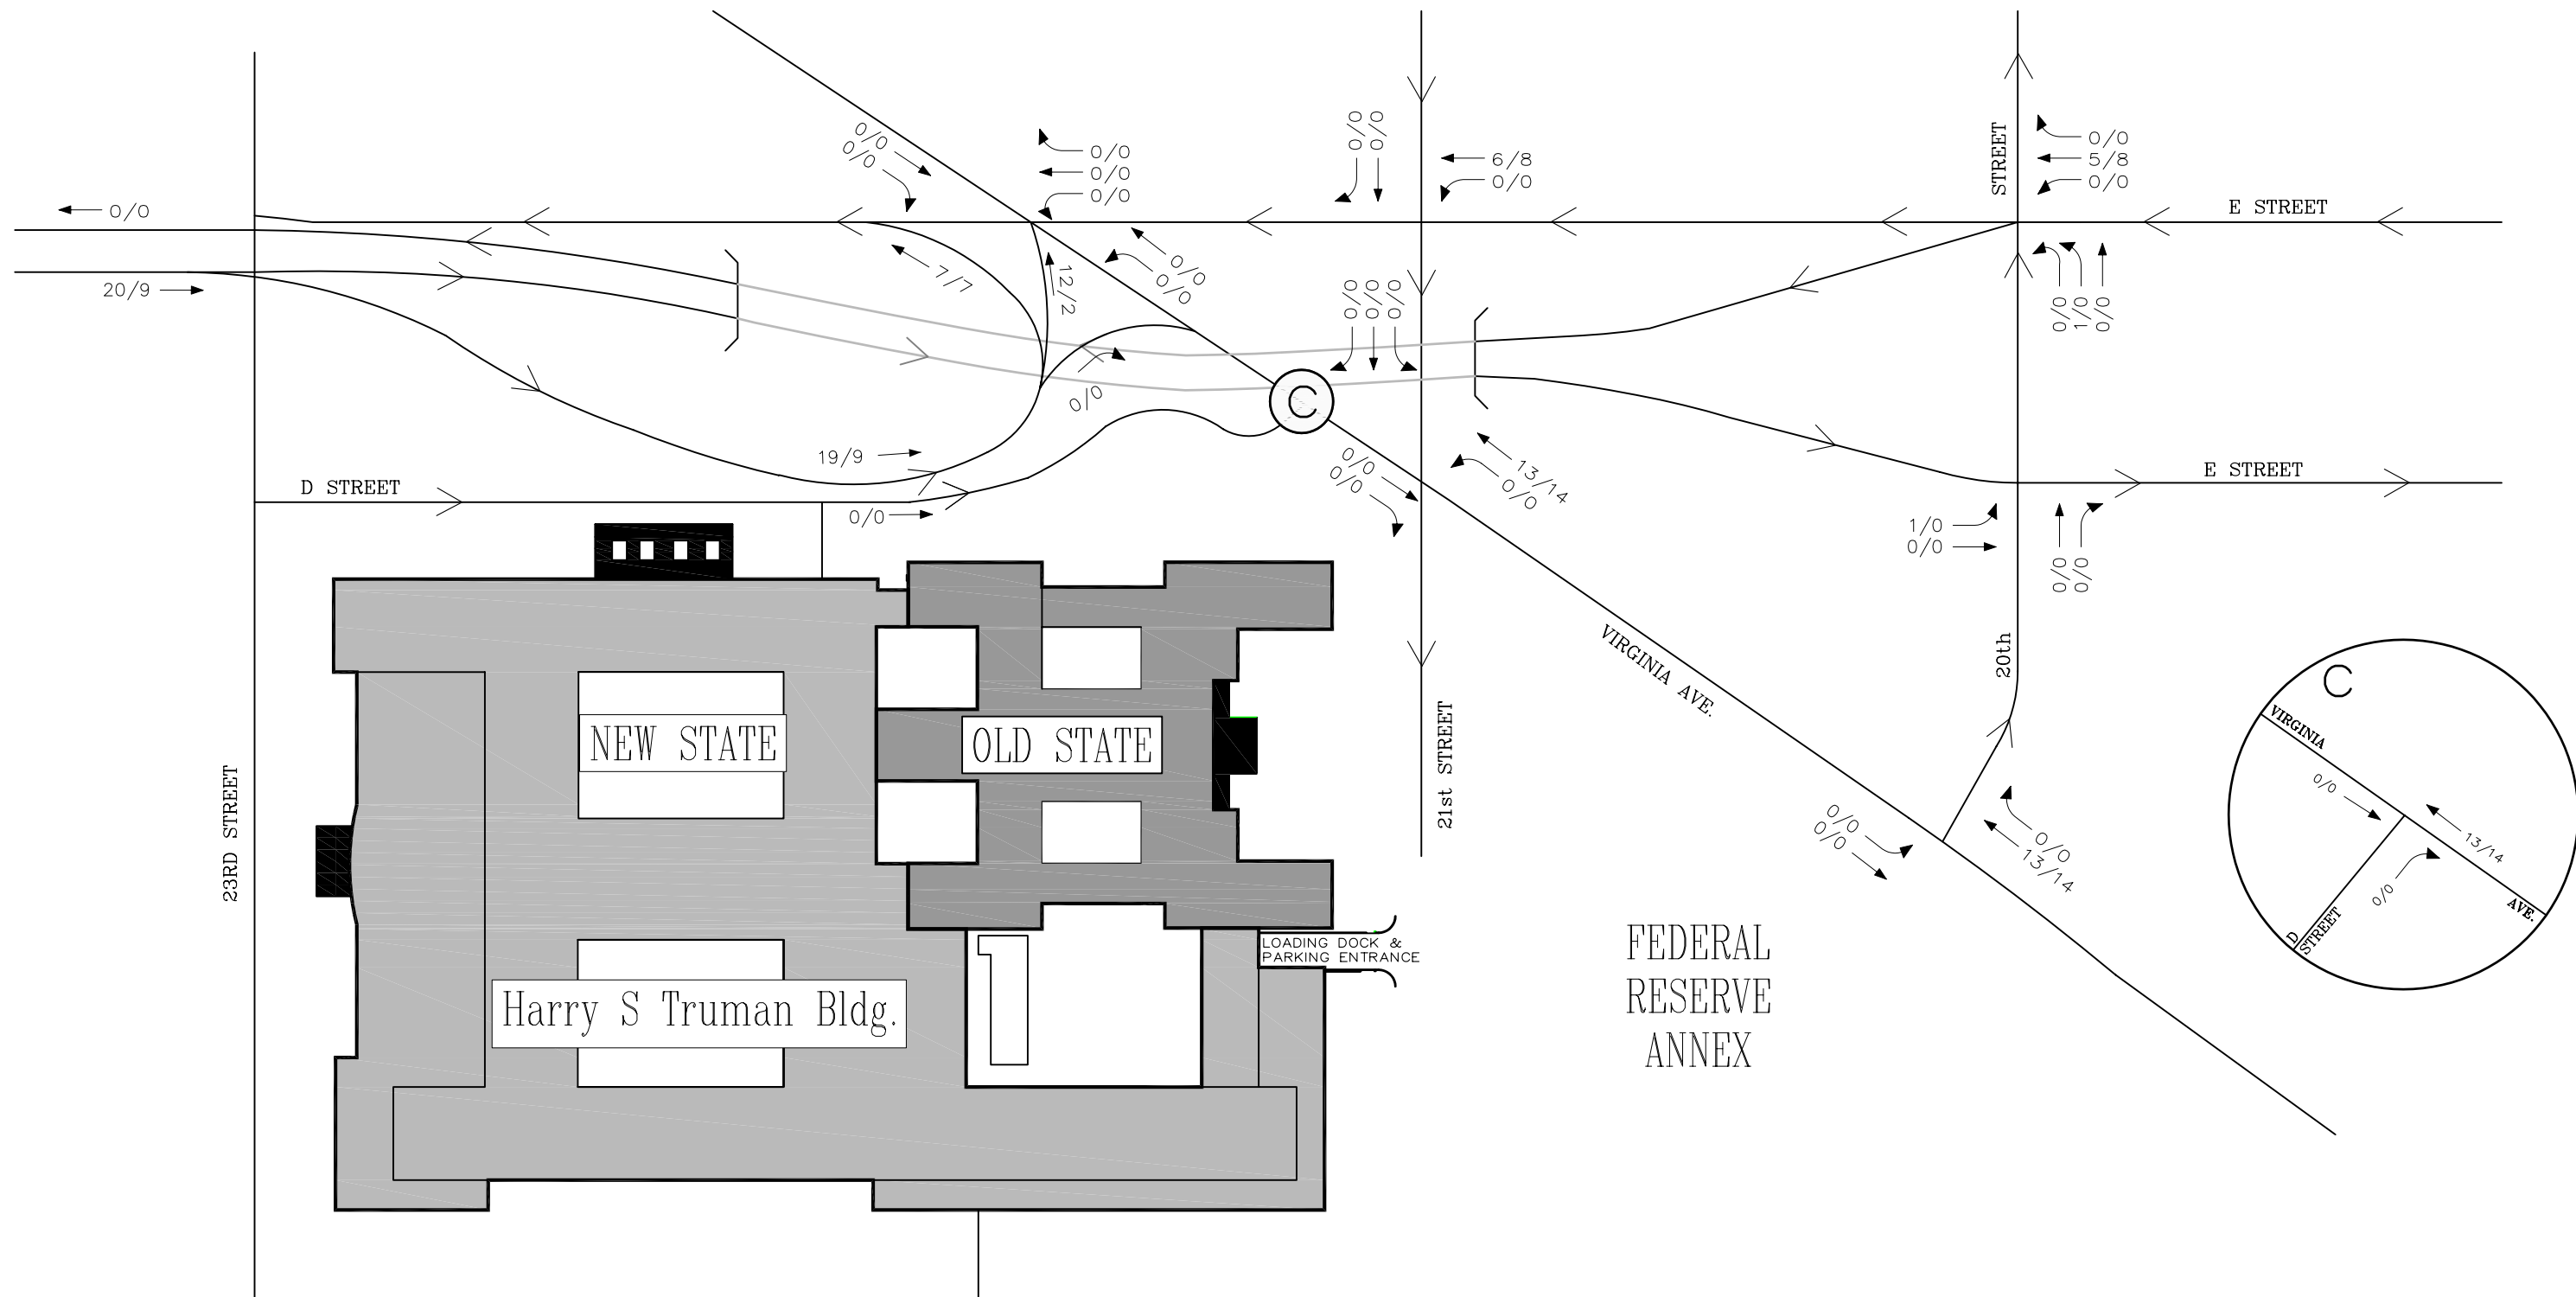 0/0
0/0
0/0
0/0
0/0
0/0
0/0
6/8
0/0
STREET
0/0
5/8
0/0
E STREET
0/0
20/9
7/7
12/2
0/0
0/0
0/0
0/0
0/0
0/0
1/0
0/0
0/0
C
19/9
D STREET
0/0
0/0
0/0
13/14
0/0
E STREET
1/0
0/0
0/0
0/0
VIRGINIA AVE.
20th
NEW STATE
OLD STATE
23RD STREET
21st STREET
0/0
0/0
0/0
13/14
C
VIRGINIA
0/0
13/14
0/0
AVE.
D
STREET
LOADING DOCK &
PARKING ENTRANCE
1
FEDERAL
RESERVE
ANNEX
Harry S Truman Bldg.